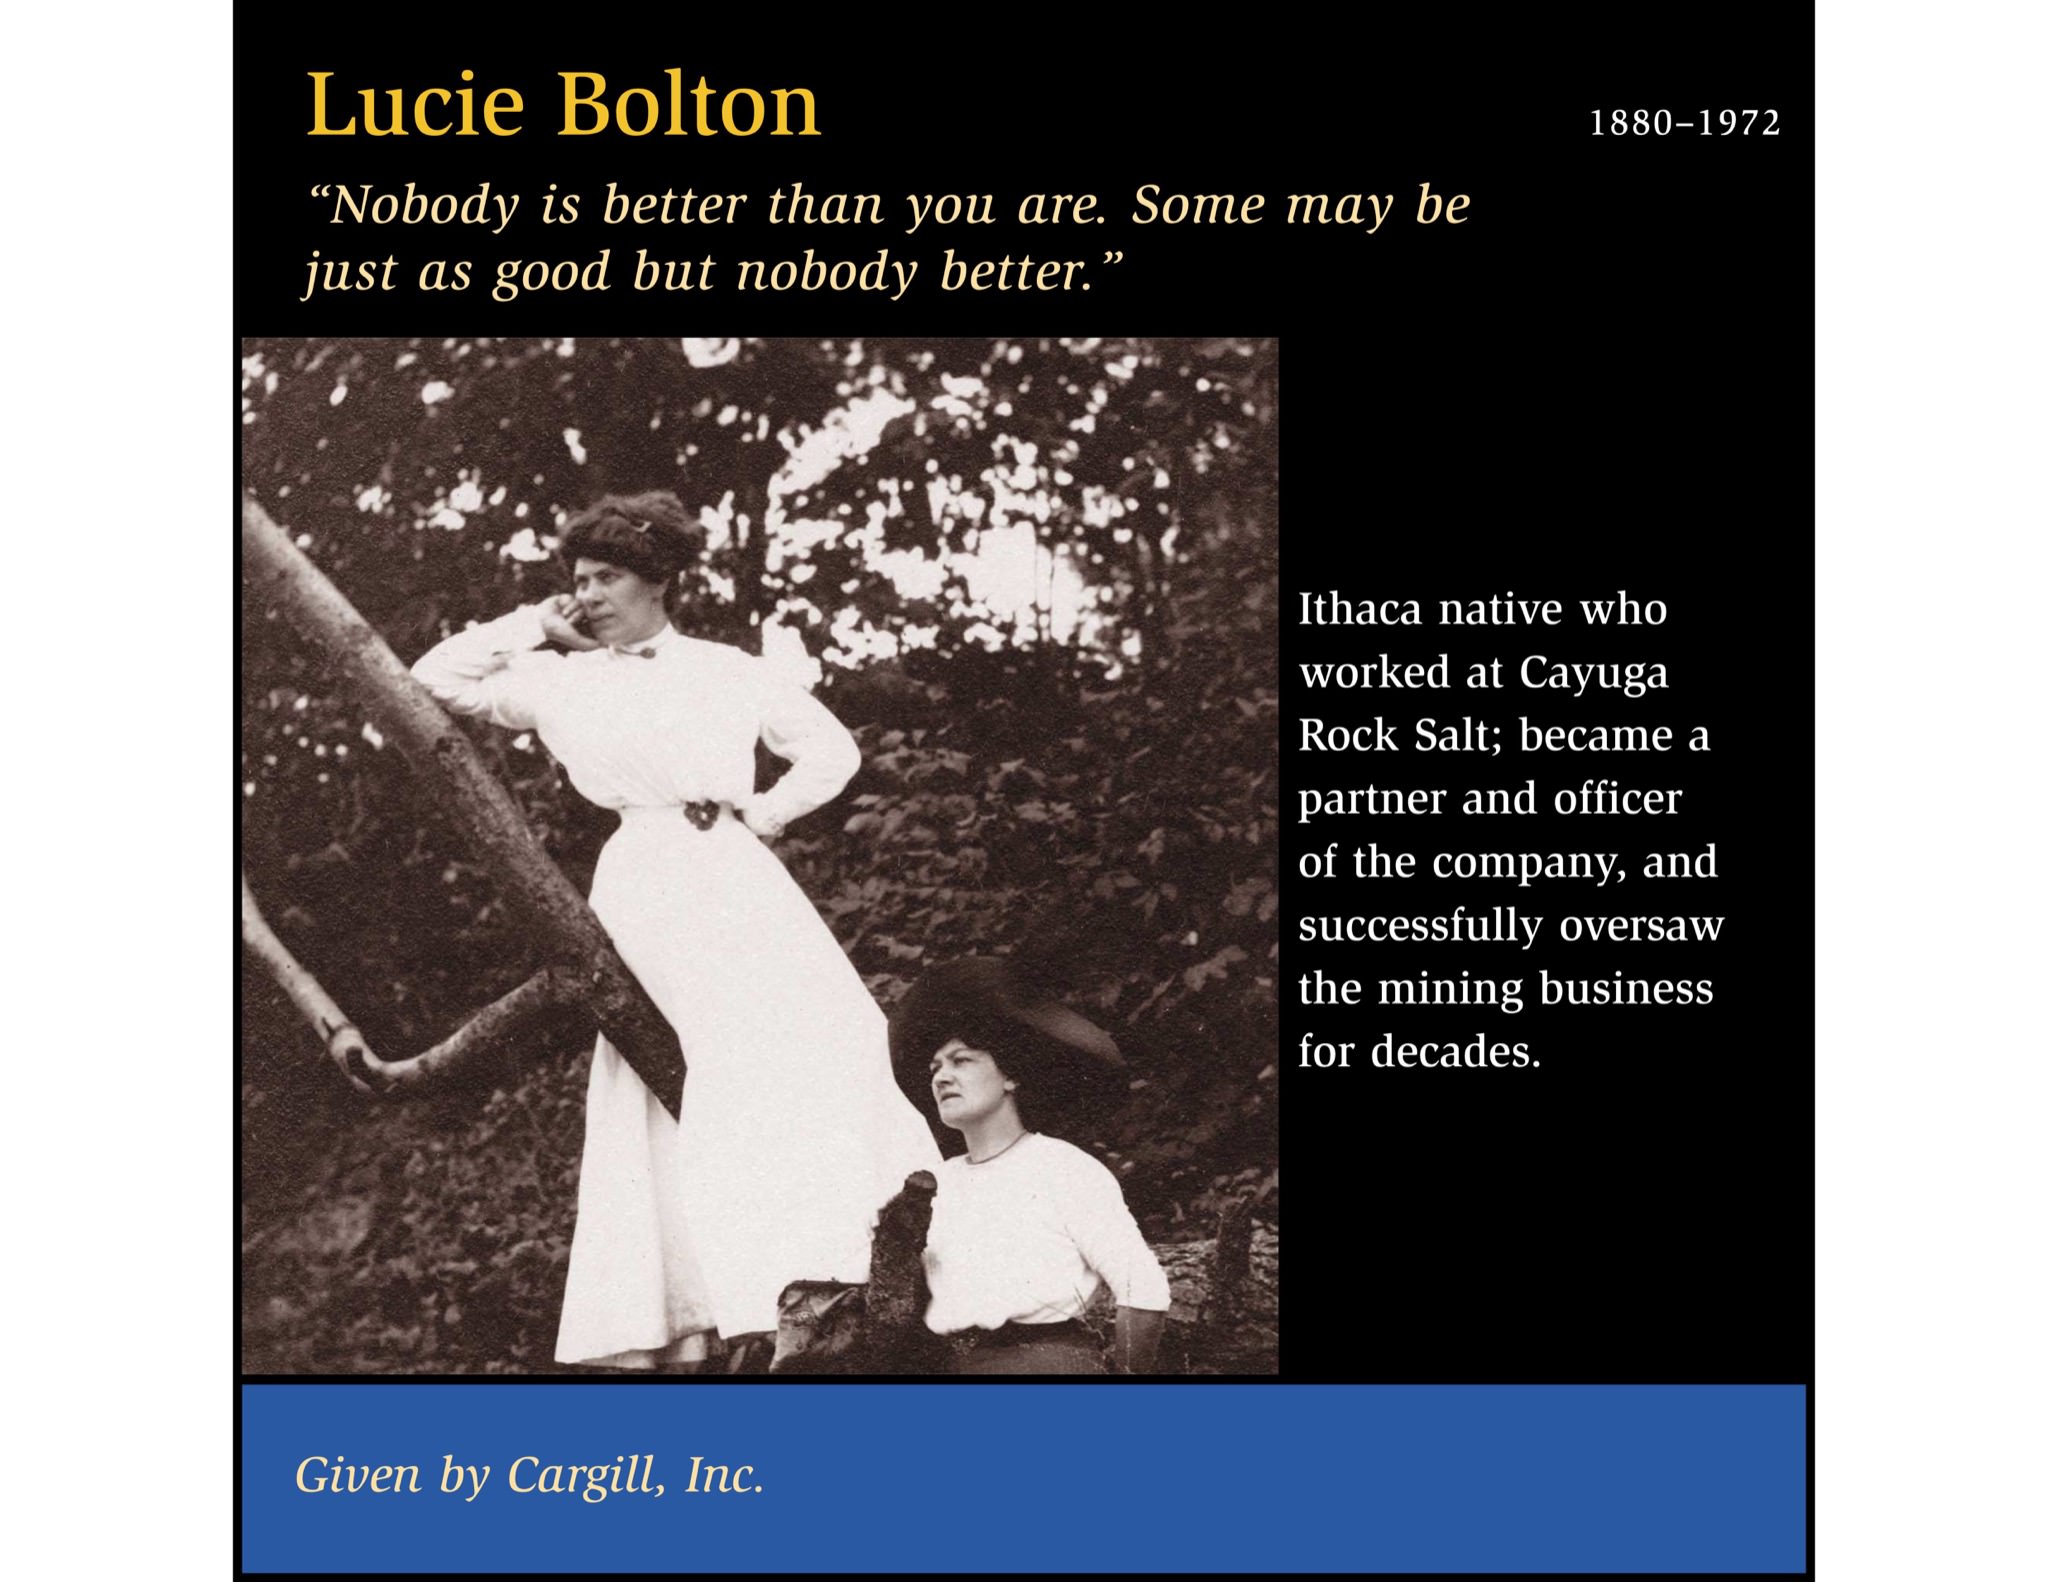 Lucie Bolton
1880–1972
“Nobody is better than you are. Some may be
just as good but nobody better.”
Ithaca native who
worked at Cayuga
Rock Salt; became a
partner and officer
of the company, and
successfully oversaw
the mining business
for decades.
Given by Cargill, Inc.